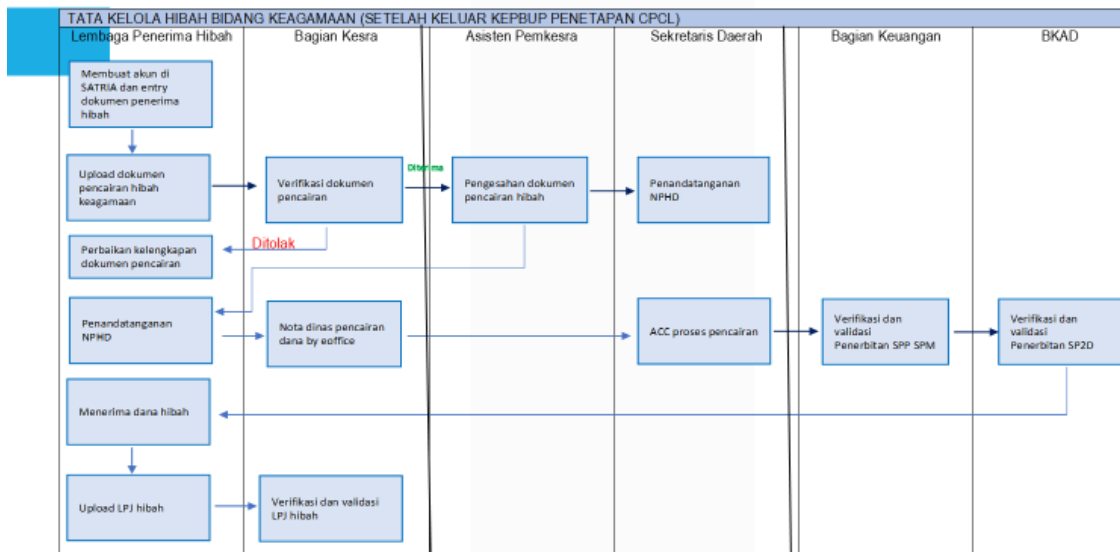 TATA KELOLA HIBAH BIDANG KEAGAMAAN (SETELAH KELUAR KEPBUP PENETAPAN CPCL)
Lembaga Penerima Hibah
Bagian Kesra
Asisten Pemkesra
Sekretaris Daerah
Bagian Keuangan
BKAD
Membuat akun di
SATRIA dan entry
dokumen penerima
hibah
Upload dokumen
pencairan hibah
keagamaan
Verifikasi dokumen
pencairan
Diterima
Pengesahan dokumen
pencairan hibah
Penandatanganan
NPHD
Ditolak
Perbaikan kelengkapan
dokumen pencairan
Penandatanganan
NPHD
Nota dinas pencairan
dana by eoffice
ACC proses pencairan
Verifikasi dan
validasi
Penerbitan SPP SPM
Verifikasi dan
validasi
Penerbitan SP2D
Menerima dana hibah
Upload LPJ hibah
Verifikasi dan validasi
LPJ hibah